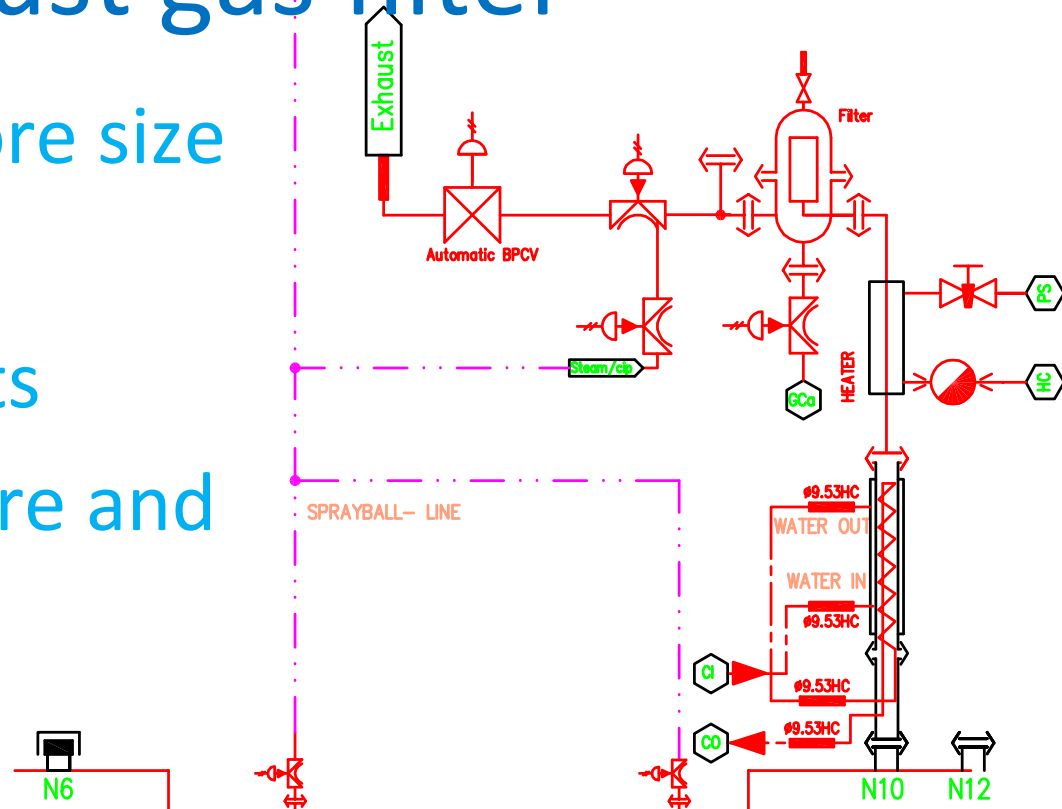 ust gas filter
ore size
ts
re and
Exhaust
Filter
Automatic BPCV
Steam/cip
GCa
HEATER
PS
HC
SPRAYBALL- LINE
ø9.53HC
WATER OUT
WATER IN
ø9.53HC
CI
ø9.53HC
ø9.53HC
CO
N6
N10
N12